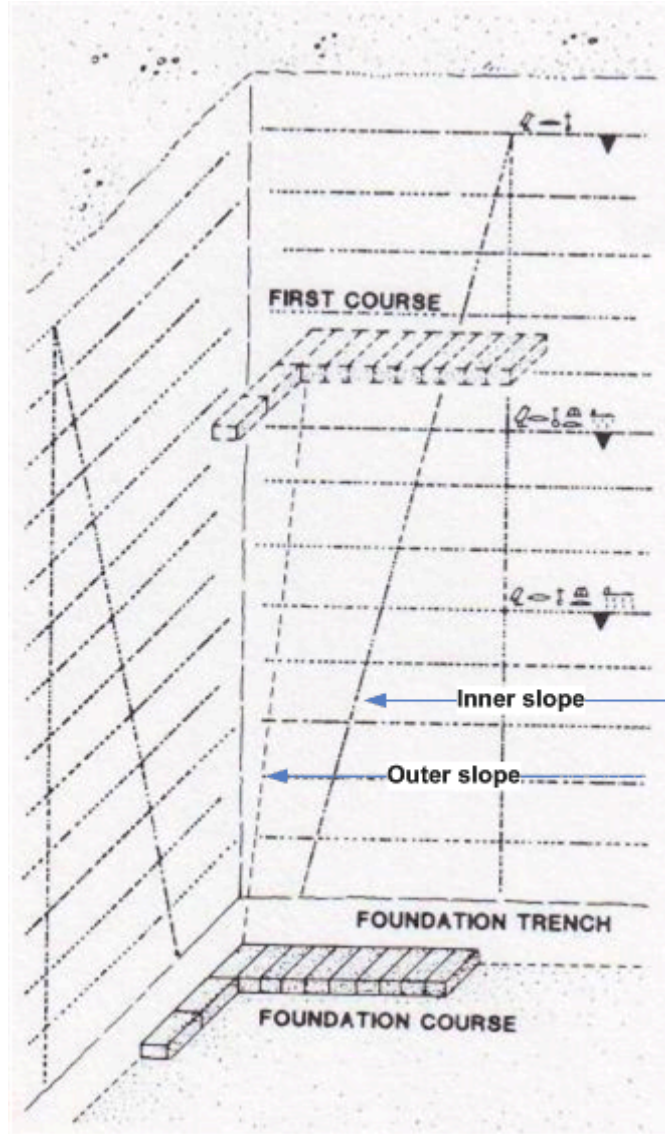 FIRST COURSE
Inner slope
Outer slope
FOUNDATION TRENCH
FOUNDATION COURSE